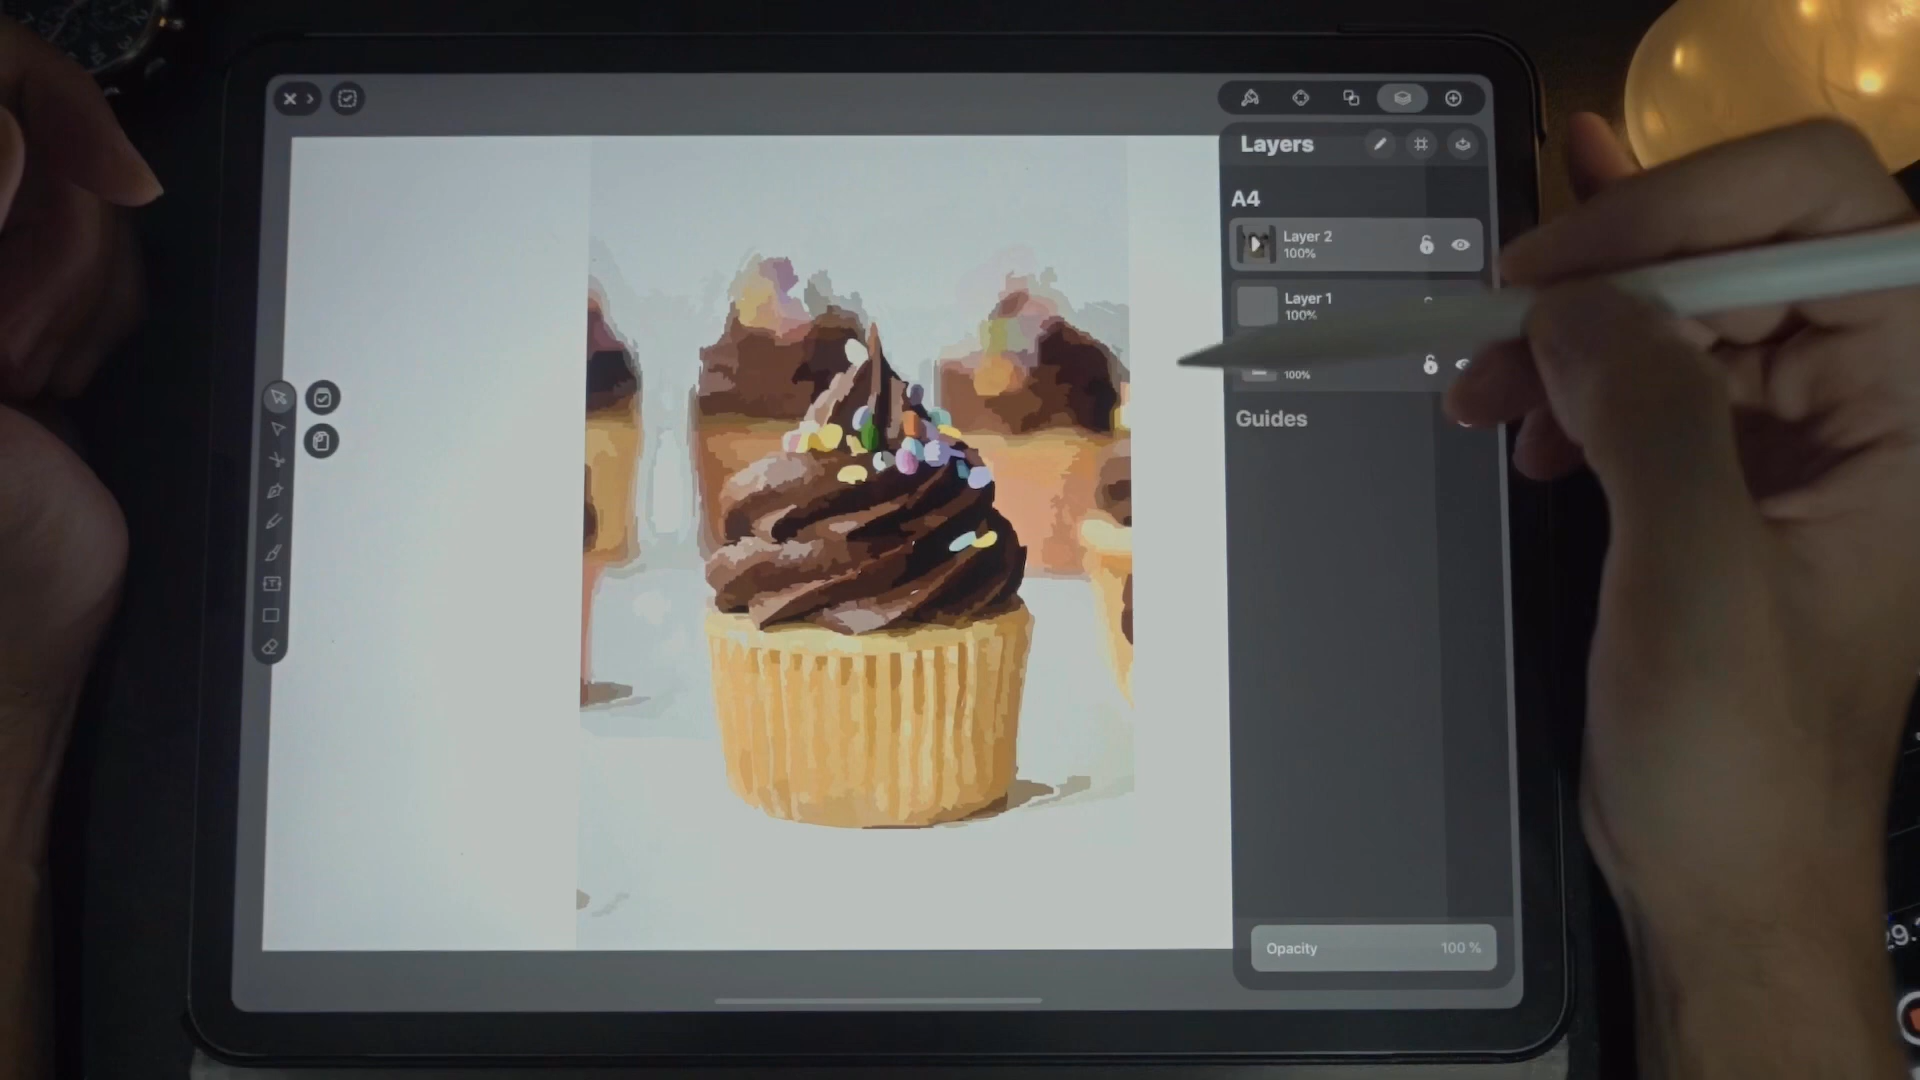 Layers
A4
Layer 2
100%
Layer 1
100%
100%
Guides
T
Opacity 100 %